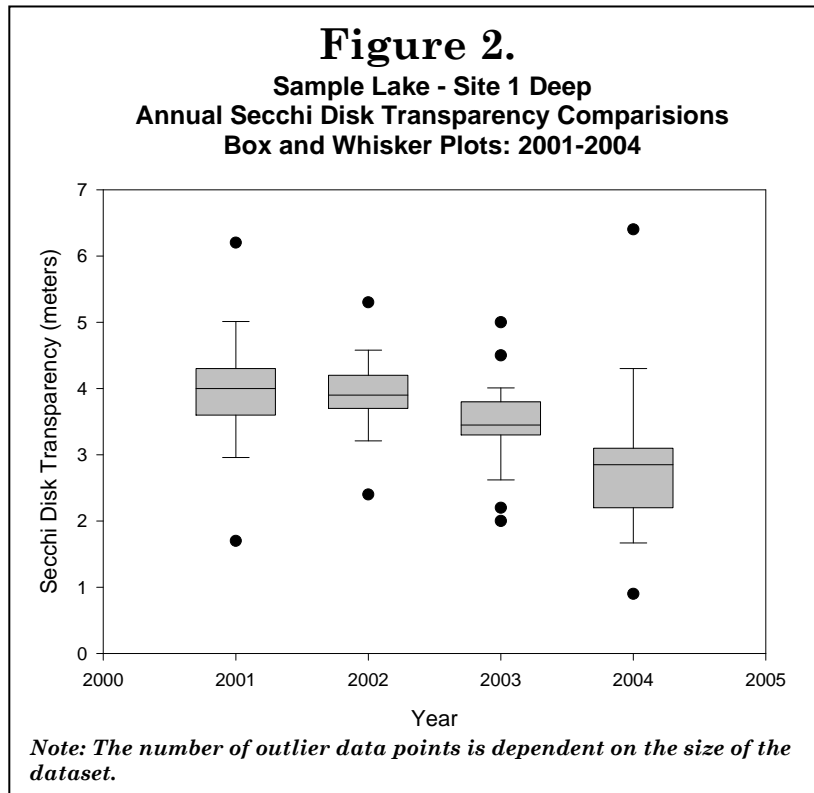 Figure 2.
Sample Lake - Site 1 Deep
Annual Secchi Disk Transparency Comparisions
Box and Whisker Plots: 2001-2004
Secchi Disk Transparency (meters)
7
6
5
4
3
2
1
0
2000 2001 2002 2003 2004 2005
Year
Note: The number of outlier data points is dependent on the size of the
dataset.